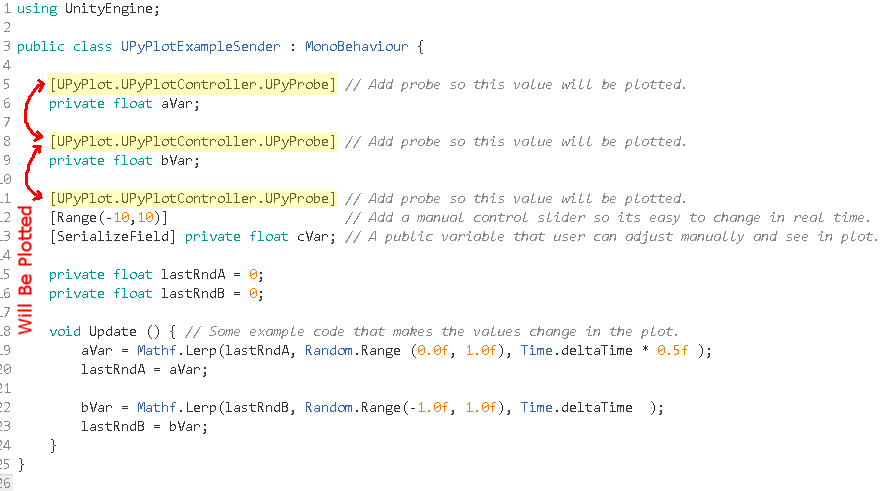 1 using UnityEngine;
2
3 public class UPyPlotExampleSender : MonoBehaviour {
4
5 [UPyPlot.UPyPlotController.UPyProbe] // Add probe so this value will be plotted.
6 private float aVar;
7
8 [UPyPlot.UPyPlotController.UPyProbe] // Add probe so this value will be plotted.
9 private float bVar;
10
11 [UPyPlot.UPyPlotController.UPyProbe] // Add probe so this value will be plotted.
12 [Range(-10,10)] // Add a manual control slider so its easy to change in real time.
13 [SerializeField] private float cVar; // A public variable that user can adjust manually and see in plot.
14
15 private float lastRndA = 0;
16 private float lastRndB = 0;
17
18 void Update () { // Some example code that makes the values change in the plot.
19 aVar = Mathf.Lerp(lastRndA, Random.Range (0.0f, 1.0f), Time.deltaTime * 0.5f );
20 lastRndA = aVar;
21
22 bVar = Mathf.Lerp(lastRndB, Random.Range(-1.0f, 1.0f), Time.deltaTime );
23 lastRndB = bVar;
24 }
25 }
26
Will Be Plotted